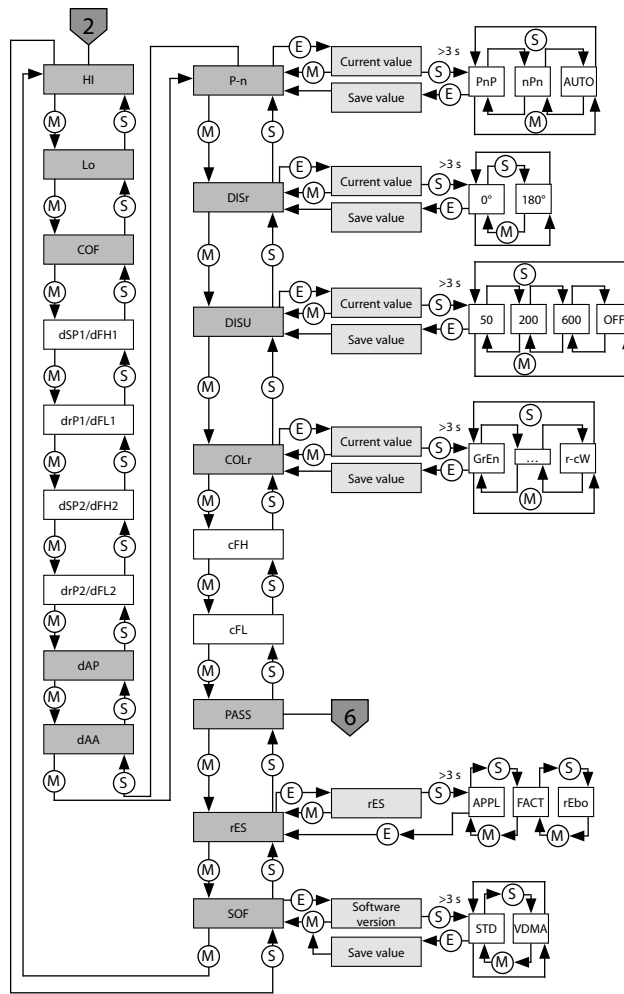 2
HI
M
S
Lo
M
S
COF
M
S
dSP1/dFH1
M
S
drP1/dFL1
M
S
dSP2/dFH2
M
S
drP2/dFL2
M
S
dAP
M
S
dAA
M
S
P-n
E
M
Current value
Save value
>3 s
S
E
S
PnP
nPn
AUTO
M
M
S
DISr
E
M
Current value
Save value
>3 s
S
E
S
0°
180°
M
M
S
DISU
E
M
Current value
Save value
>3 s
S
E
S
50
200
600
OFF
M
M
S
COLr
E
M
Current value
Save value
>3 s
S
E
S
GrEn
...
r-cW
M
M
S
cFH
M
S
cFL
M
S
PASS
6
M
S
rES
E
M
rES
>3 s
S
E
S
S
APPL
FACT
rEbo
M
M
M
S
SOF
E
M
Software
version
Save value
>3 s
S
E
S
STD
VDMA
M
M
S